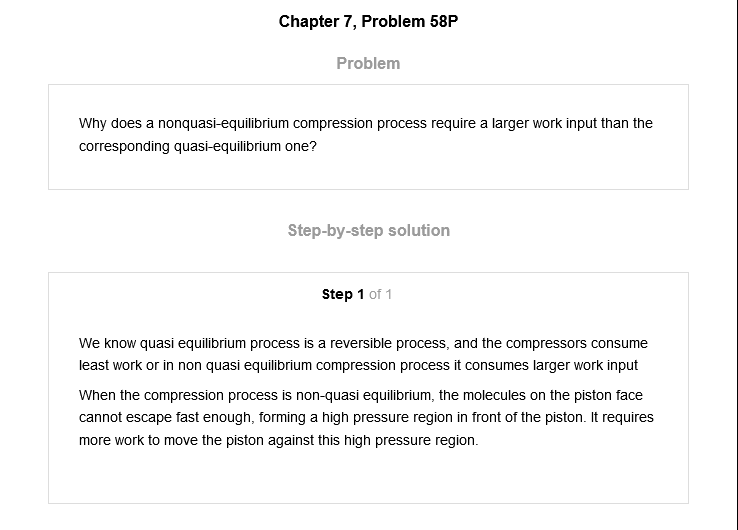 Chapter 7, Problem 58P
Problem
Why does a nonquasi-equilibrium compression process require a larger work input than the
corresponding quasi-equilibrium one?
Step-by-step solution
Step 1 of 1
We know quasi equilibrium process is a reversible process, and the compressors consume
least work or in non quasi equilibrium compression process it consumes larger work input
When the compression process is non-quasi equilibrium, the molecules on the piston face
cannot escape fast enough, forming a high pressure region in front of the piston. It requires
more work to move the piston against this high pressure region.